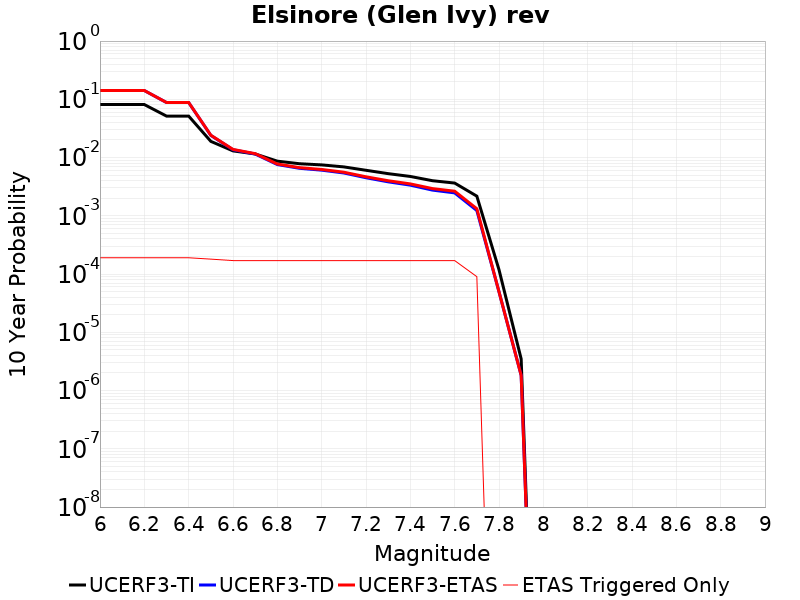 Elsinore (Glen Ivy) rev
10 Year Probability
10^0
10^-1
10^-2
10^-3
10^-4
10^-5
10^-6
10^-7
10^-8
6 6.2 6.4 6.6 6.8 7 7.2 7.4 7.6 7.8 8 8.2 8.4 8.6 8.8 9
Magnitude
UCERF3-TI UCERF3-TD UCERF3-ETAS ETAS Triggered Only